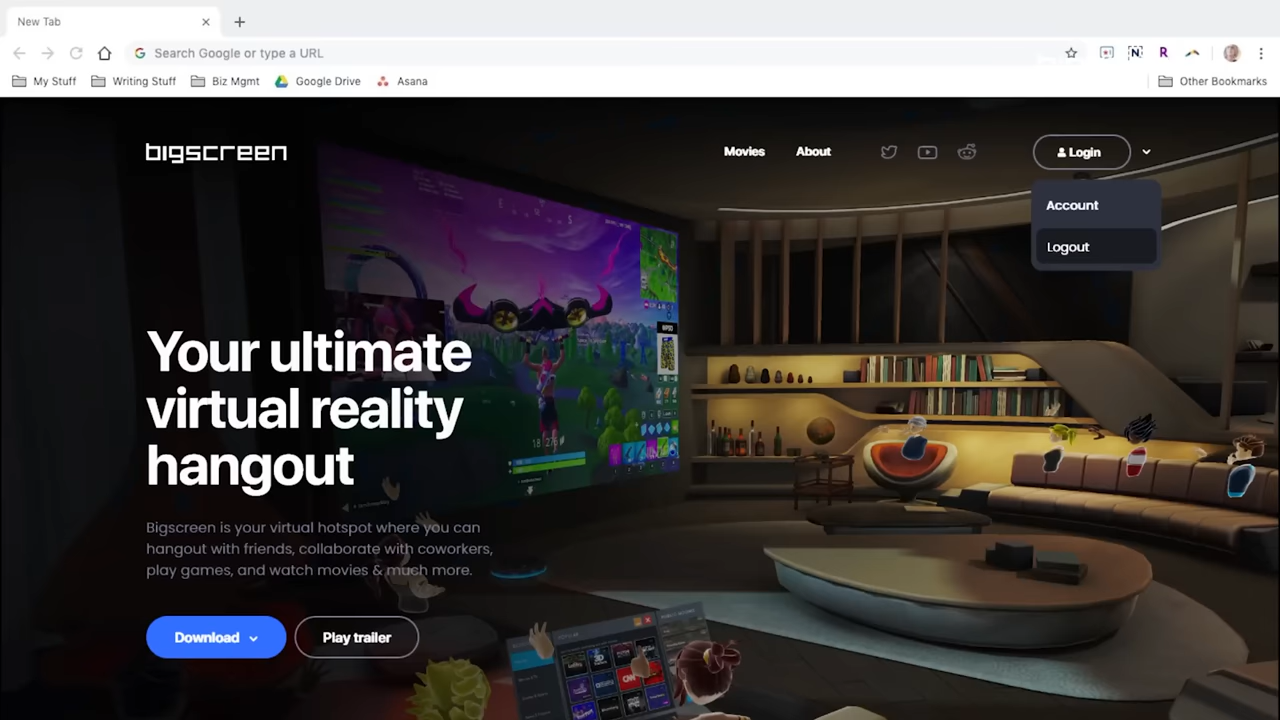 New Tab
Search Google or type a URL
My Stuff
Writing Stuff
Biz Mgmt
Google Drive
Asana
Other Bookmarks
bigscreen
Movies
About
Login
Account
Logout
Your ultimate
virtual reality
hangout
Bigscreen is your virtual hotspot where you can
hangout with friends, collaborate with coworkers,
play games, and watch movies & much more.
Download
Play trailer
CNN